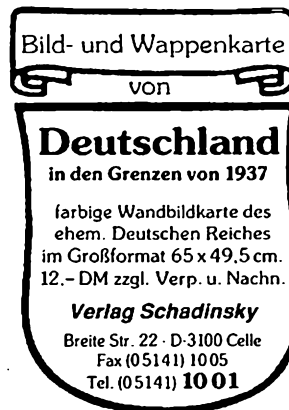 Bild- und Wappenkarte
von
Deutschland
in den Grenzen von 1937
farbige Wandbildkarte des
ehem. Deutschen Reiches
im Großformat 65 x 49,5 cm.
12,- DM zzgl. Verp. u. Nachn.
Verlag Schadinsky
Breite Str. 22 · D-3100 Celle
Fax (05141) 1005
Tel. (05141) 1001